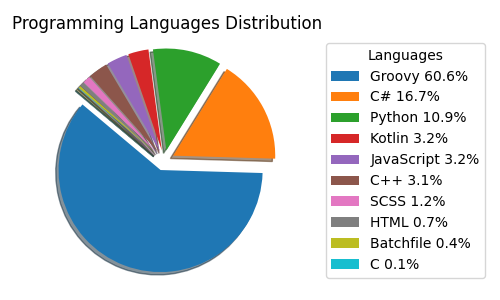 Programming Languages Distribution
Languages
Groovy 60.6%
C# 16.7%
Python 10.9%
Kotlin 3.2%
JavaScript 3.2%
C++ 3.1%
SCSS 1.2%
HTML 0.7%
Batchfile 0.4%
C 0.1%